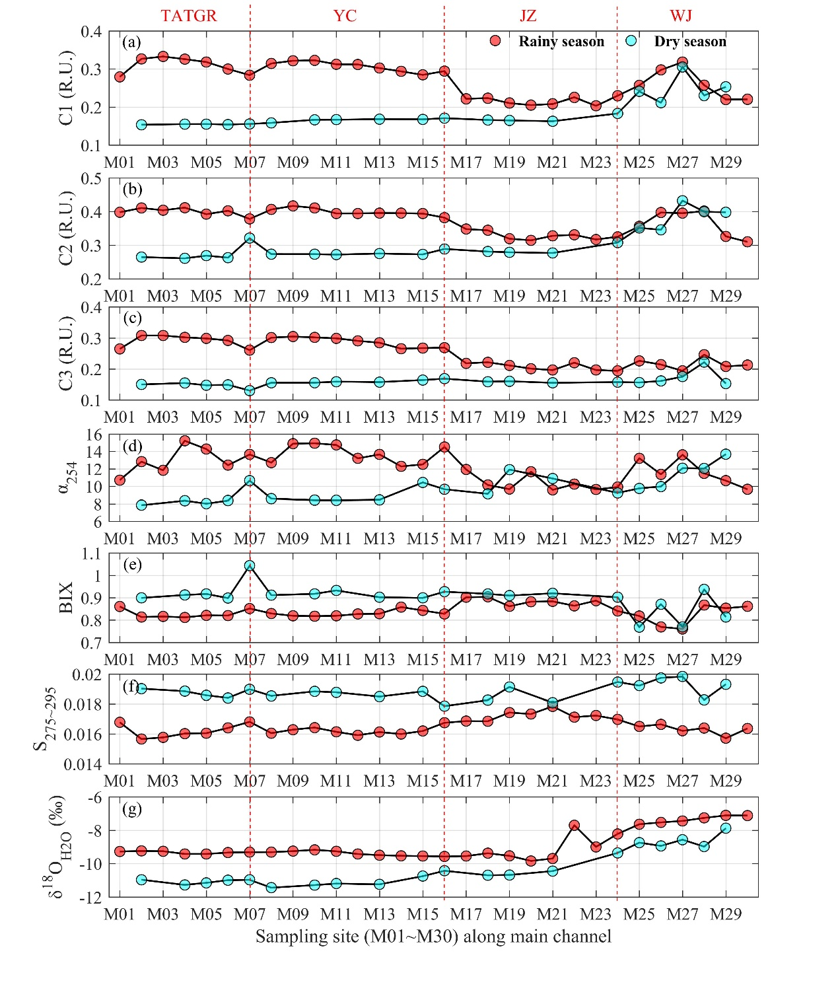 TATGR YC JZ WJ
(a) Rainy season Dry season
C1 (R.U.)
0.4
0.3
0.2
0.1
M01 M03 M05 M07 M09 M11 M13 M15 M17 M19 M21 M23 M25 M27 M29
(b)
C2 (R.U.)
0.5
0.4
0.3
0.2
M01 M03 M05 M07 M09 M11 M13 M15 M17 M19 M21 M23 M25 M27 M29
(c)
C3 (R.U.)
0.4
0.3
0.2
0.1
M01 M03 M05 M07 M09 M11 M13 M15 M17 M19 M21 M23 M25 M27 M29
(d)
α254
16
14
12
10
8
6
M01 M03 M05 M07 M09 M11 M13 M15 M17 M19 M21 M23 M25 M27 M29
(e)
BIX
1.1
1
0.9
0.8
0.7
M01 M03 M05 M07 M09 M11 M13 M15 M17 M19 M21 M23 M25 M27 M29
(f)
S275~295
0.02
0.018
0.016
0.014
M01 M03 M05 M07 M09 M11 M13 M15 M17 M19 M21 M23 M25 M27 M29
(g)
δ18OH2O (‰)
-6
-8
-10
-12
M01 M03 M05 M07 M09 M11 M13 M15 M17 M19 M21 M23 M25 M27 M29
Sampling site (M01~M30) along main channel